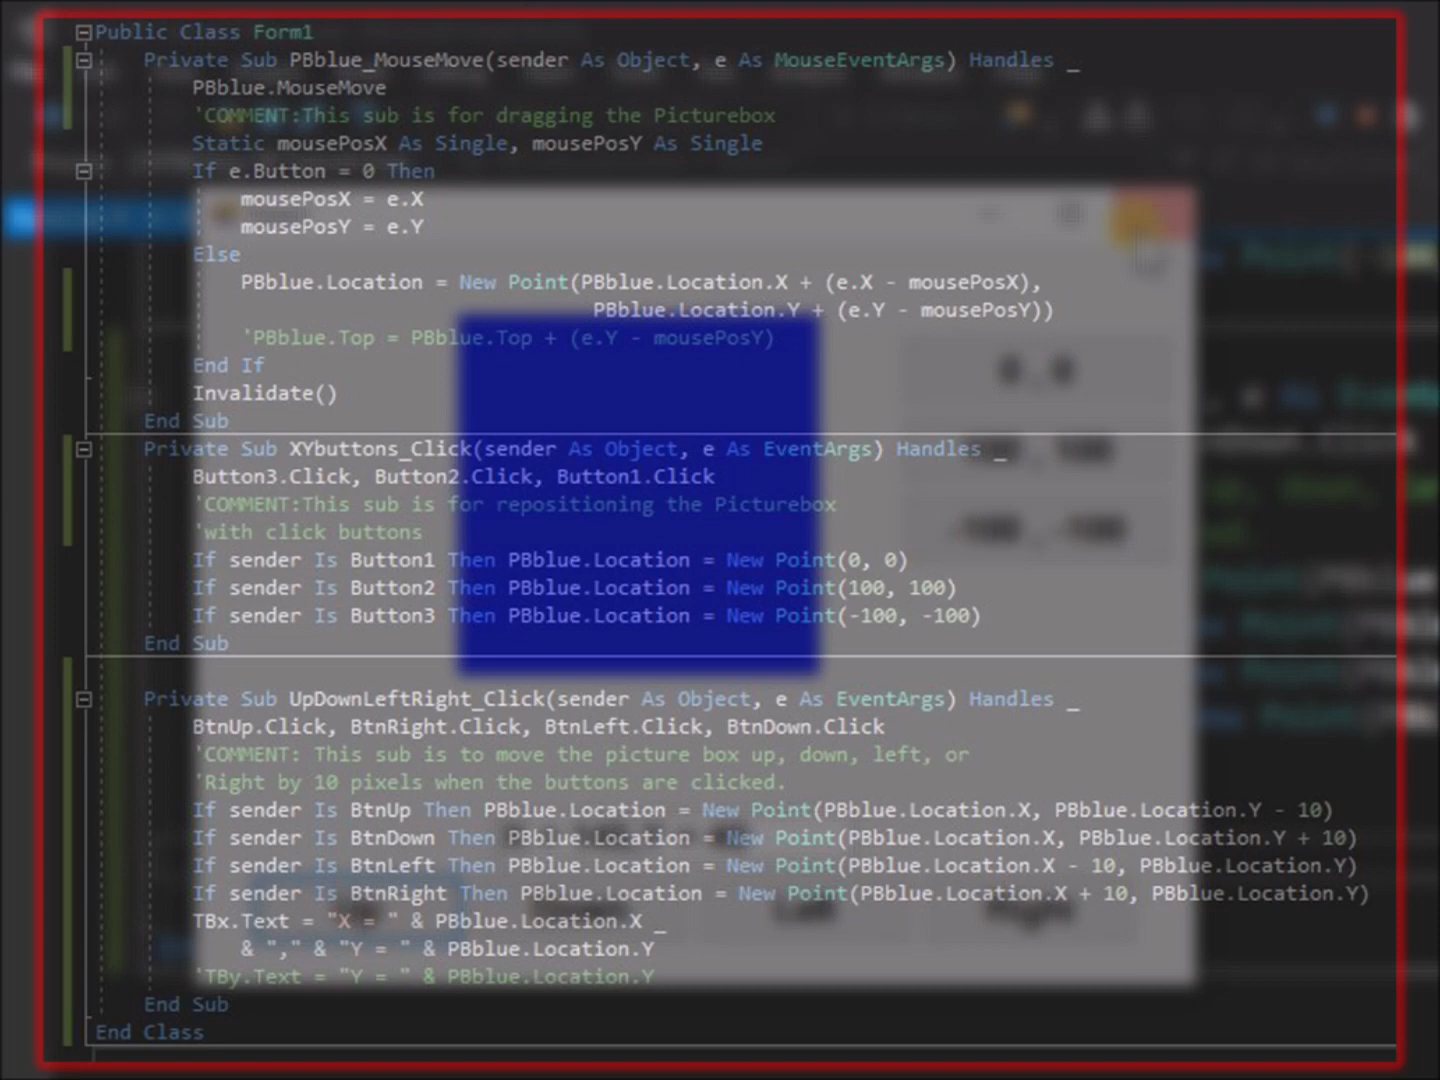 Public Class Form1
Private Sub PBblue_MouseMove(sender As Object, e As MouseEventArgs) Handles _
PBblue.MouseMove
'COMMENT:This sub is for dragging the Picturebox
Static mousePosX As Single, mousePosY As Single
If e.Button = 0 Then
mousePosX = e.X
mousePosY = e.Y
Else
PBblue.Location = New Point(PBblue.Location.X + (e.X - mousePosX),
PBblue.Location.Y + (e.Y - mousePosY))
'PBblue.Top = PBblue.Top + (e.Y - mousePosY)
End If
Invalidate()
End Sub
Private Sub XYbuttons_Click(sender As Object, e As EventArgs) Handles _
Button3.Click, Button2.Click, Button1.Click
'COMMENT:This sub is for repositioning the Picturebox
'with click buttons
If sender Is Button1 Then PBblue.Location = New Point(0, 0)
If sender Is Button2 Then PBblue.Location = New Point(100, 100)
If sender Is Button3 Then PBblue.Location = New Point(-100, -100)
End Sub
Private Sub UpDownLeftRight_Click(sender As Object, e As EventArgs) Handles _
BtnUp.Click, BtnRight.Click, BtnLeft.Click, BtnDown.Click
'COMMENT: This sub is to move the picture box up, down, left, or
'Right by 10 pixels when the buttons are clicked.
If sender Is BtnUp Then PBblue.Location = New Point(PBblue.Location.X, PBblue.Location.Y - 10)
If sender Is BtnDown Then PBblue.Location = New Point(PBblue.Location.X, PBblue.Location.Y + 10)
If sender Is BtnLeft Then PBblue.Location = New Point(PBblue.Location.X - 10, PBblue.Location.Y)
If sender Is BtnRight Then PBblue.Location = New Point(PBblue.Location.X + 10, PBblue.Location.Y)
TBx.Text = "X = " & PBblue.Location.X _
& "," & "Y = " & PBblue.Location.Y
'TBy.Text = "Y = " & PBblue.Location.Y
End Sub
End Class